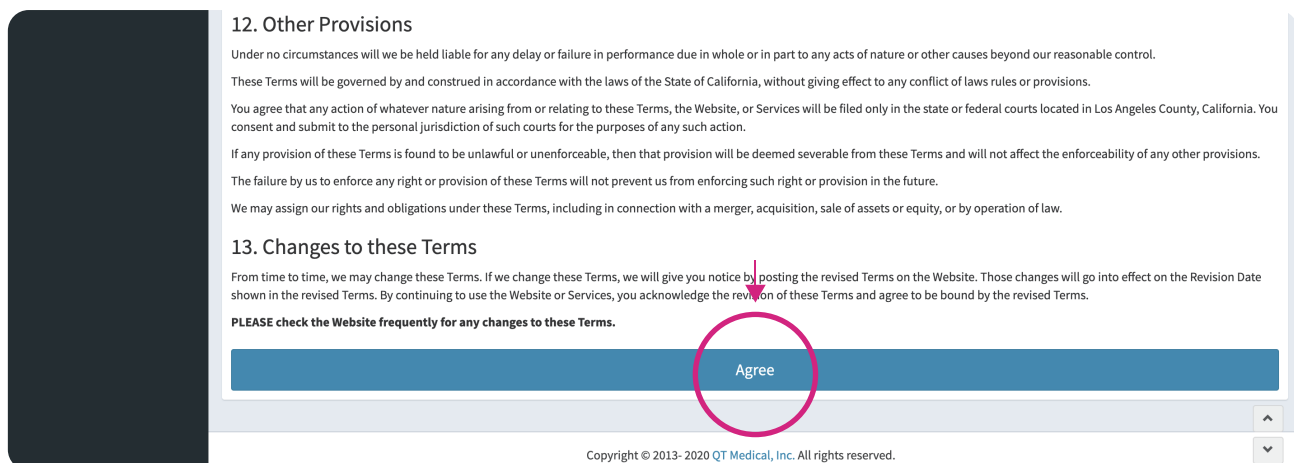 12. Other Provisions
Under no circumstances will we be held liable for any delay or failure in performance due in whole or in part to any acts of nature or other causes beyond our reasonable control.
These Terms will be governed by and construed in accordance with the laws of the State of California, without giving effect to any conflict of laws rules or provisions.
You agree that any action of whatever nature arising from or relating to these Terms, the Website, or Services will be filed only in the state or federal courts located in Los Angeles County, California. You
consent and submit to the personal jurisdiction of such courts for the purposes of any such action.
If any provision of these Terms is found to be unlawful or unenforceable, then that provision will be deemed severable from these Terms and will not affect the enforceability of any other provisions.
The failure by us to enforce any right or provision of these Terms will not prevent us from enforcing such right or provision in the future.
We may assign our rights and obligations under these Terms, including in connection with a merger, acquisition, sale of assets or equity, or by operation of law.
13. Changes to these Terms
From time to time, we may change these Terms. If we change these Terms, we will give you notice by posting the revised Terms on the Website. Those changes will go into effect on the Revision Date
shown in the revised Terms. By continuing to use the Website or Services, you acknowledge the revision of these Terms and agree to be bound by the revised Terms.
PLEASE check the Website frequently for any changes to these Terms.
Agree
Copyright © 2013- 2020 QT Medical, Inc. All rights reserved.